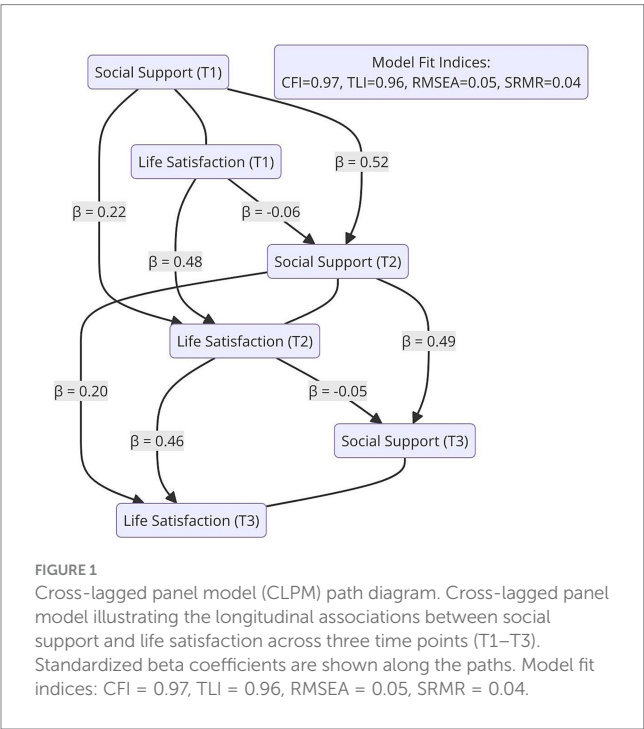 Social Support (T1)
Model Fit Indices:
CFI=0.97, TLI=0.96, RMSEA=0.05, SRMR=0.04
Life Satisfaction (T1)
β = 0.52
β = 0.22
β = -0.06
β = 0.48
Social Support (T2)
Life Satisfaction (T2)
β = 0.49
β = 0.20
β = -0.05
β = 0.46
Social Support (T3)
Life Satisfaction (T3)
FIGURE 1
Cross-lagged panel model (CLPM) path diagram. Cross-lagged panel
model illustrating the longitudinal associations between social
support and life satisfaction across three time points (T1–T3).
Standardized beta coefficients are shown along the paths. Model fit
indices: CFI = 0.97, TLI = 0.96, RMSEA = 0.05, SRMR = 0.04.